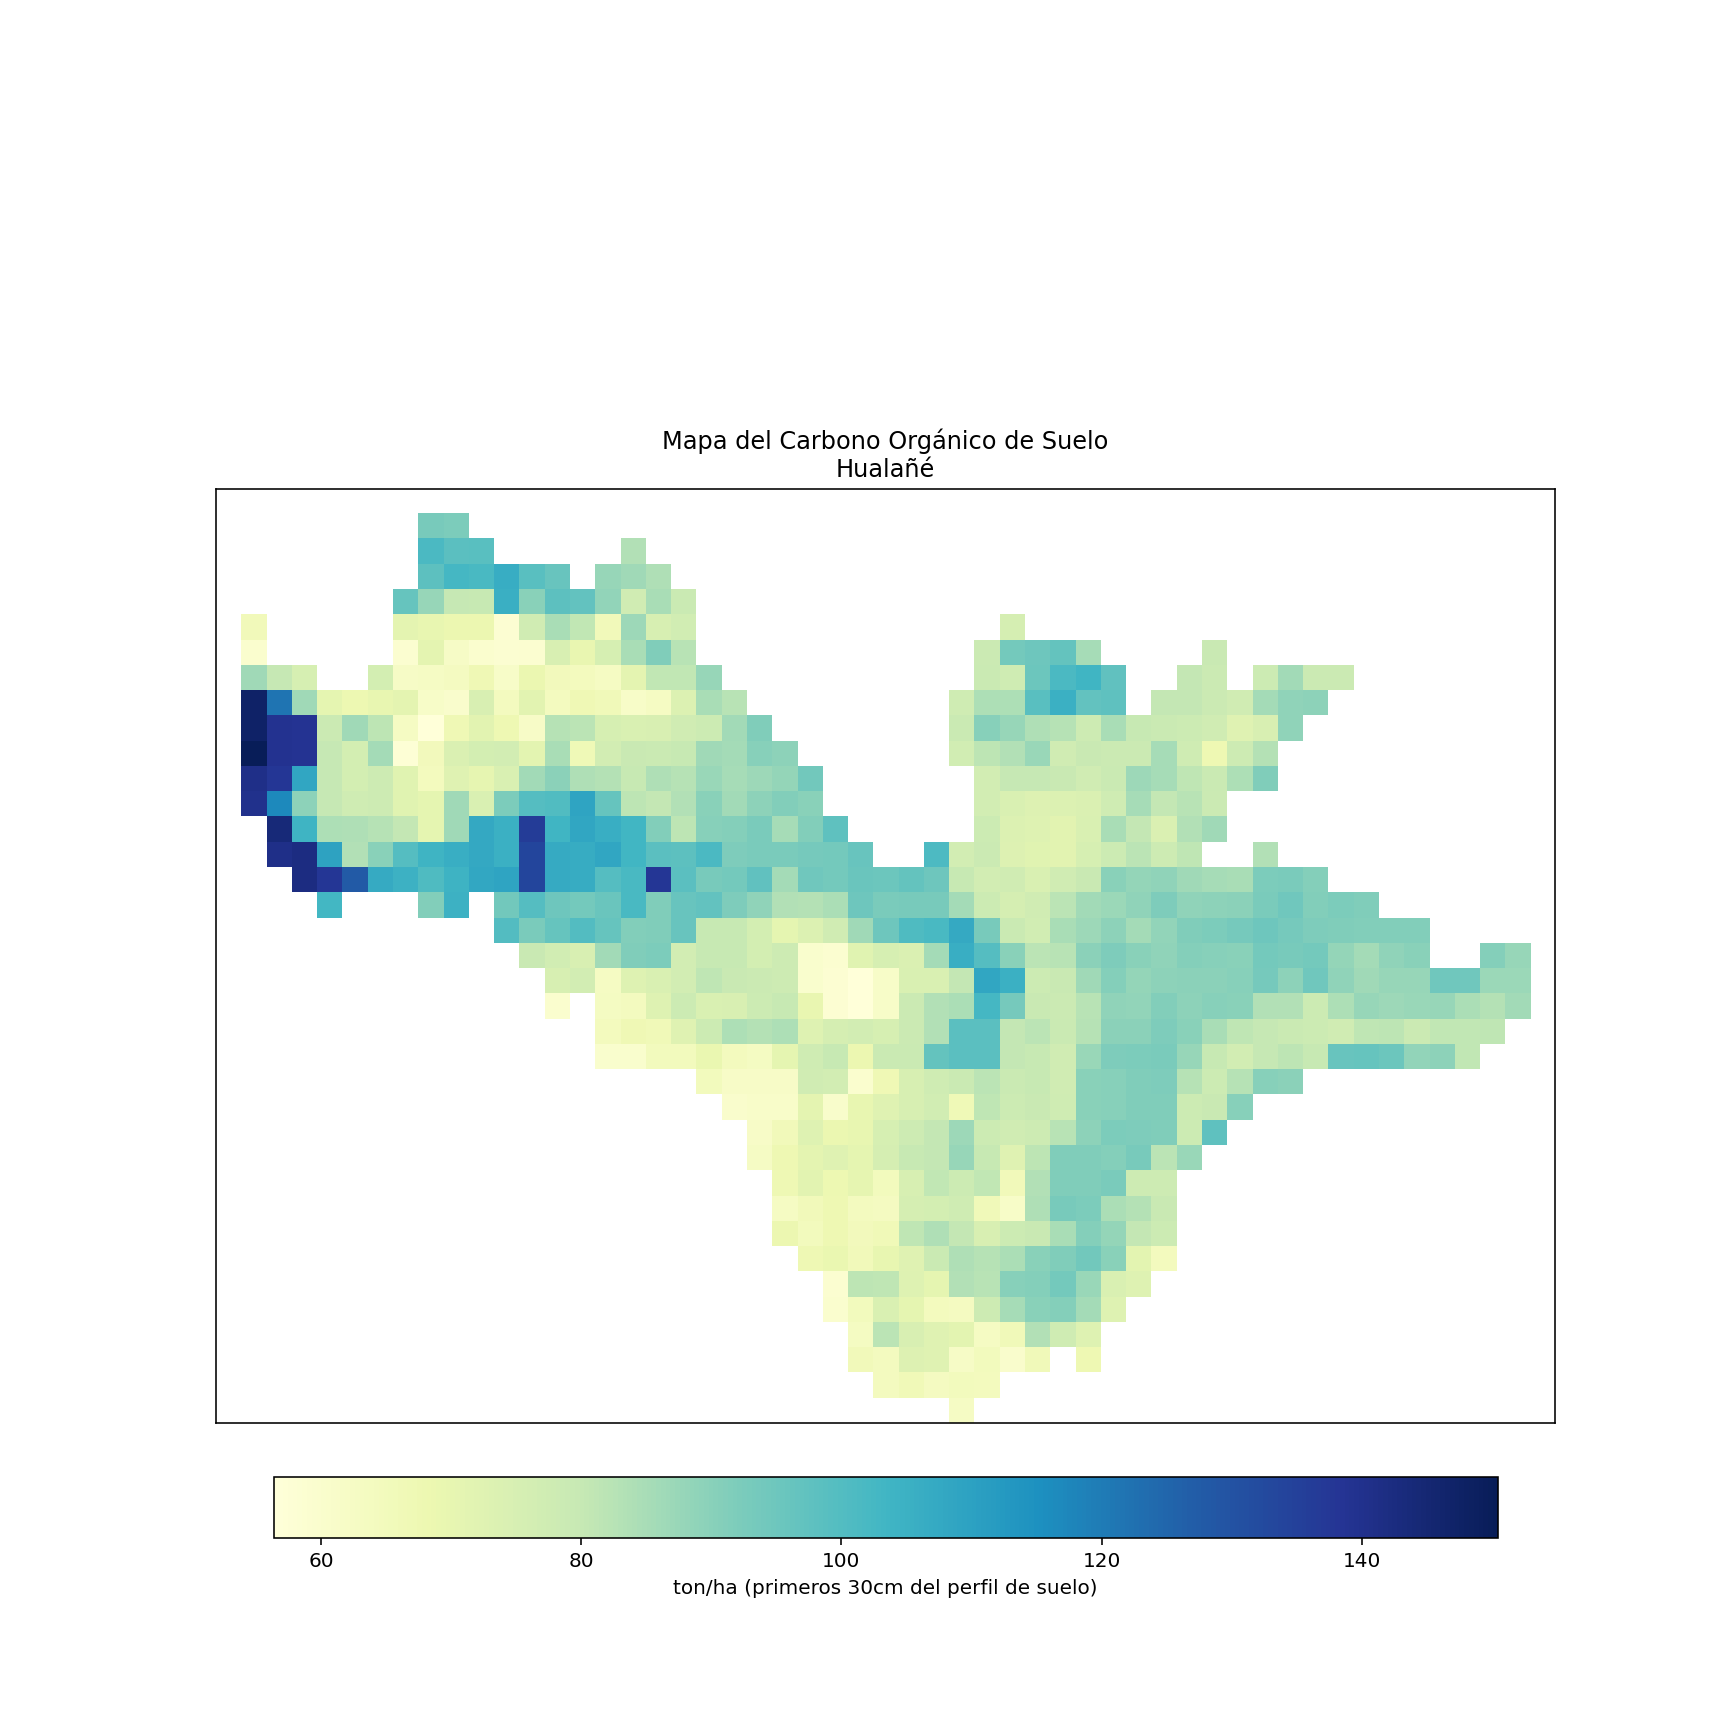 Mapa del Carbono Orgánico de Suelo
Hualañé
60 80 100 120 140
ton/ha (primeros 30cm del perfil de suelo)